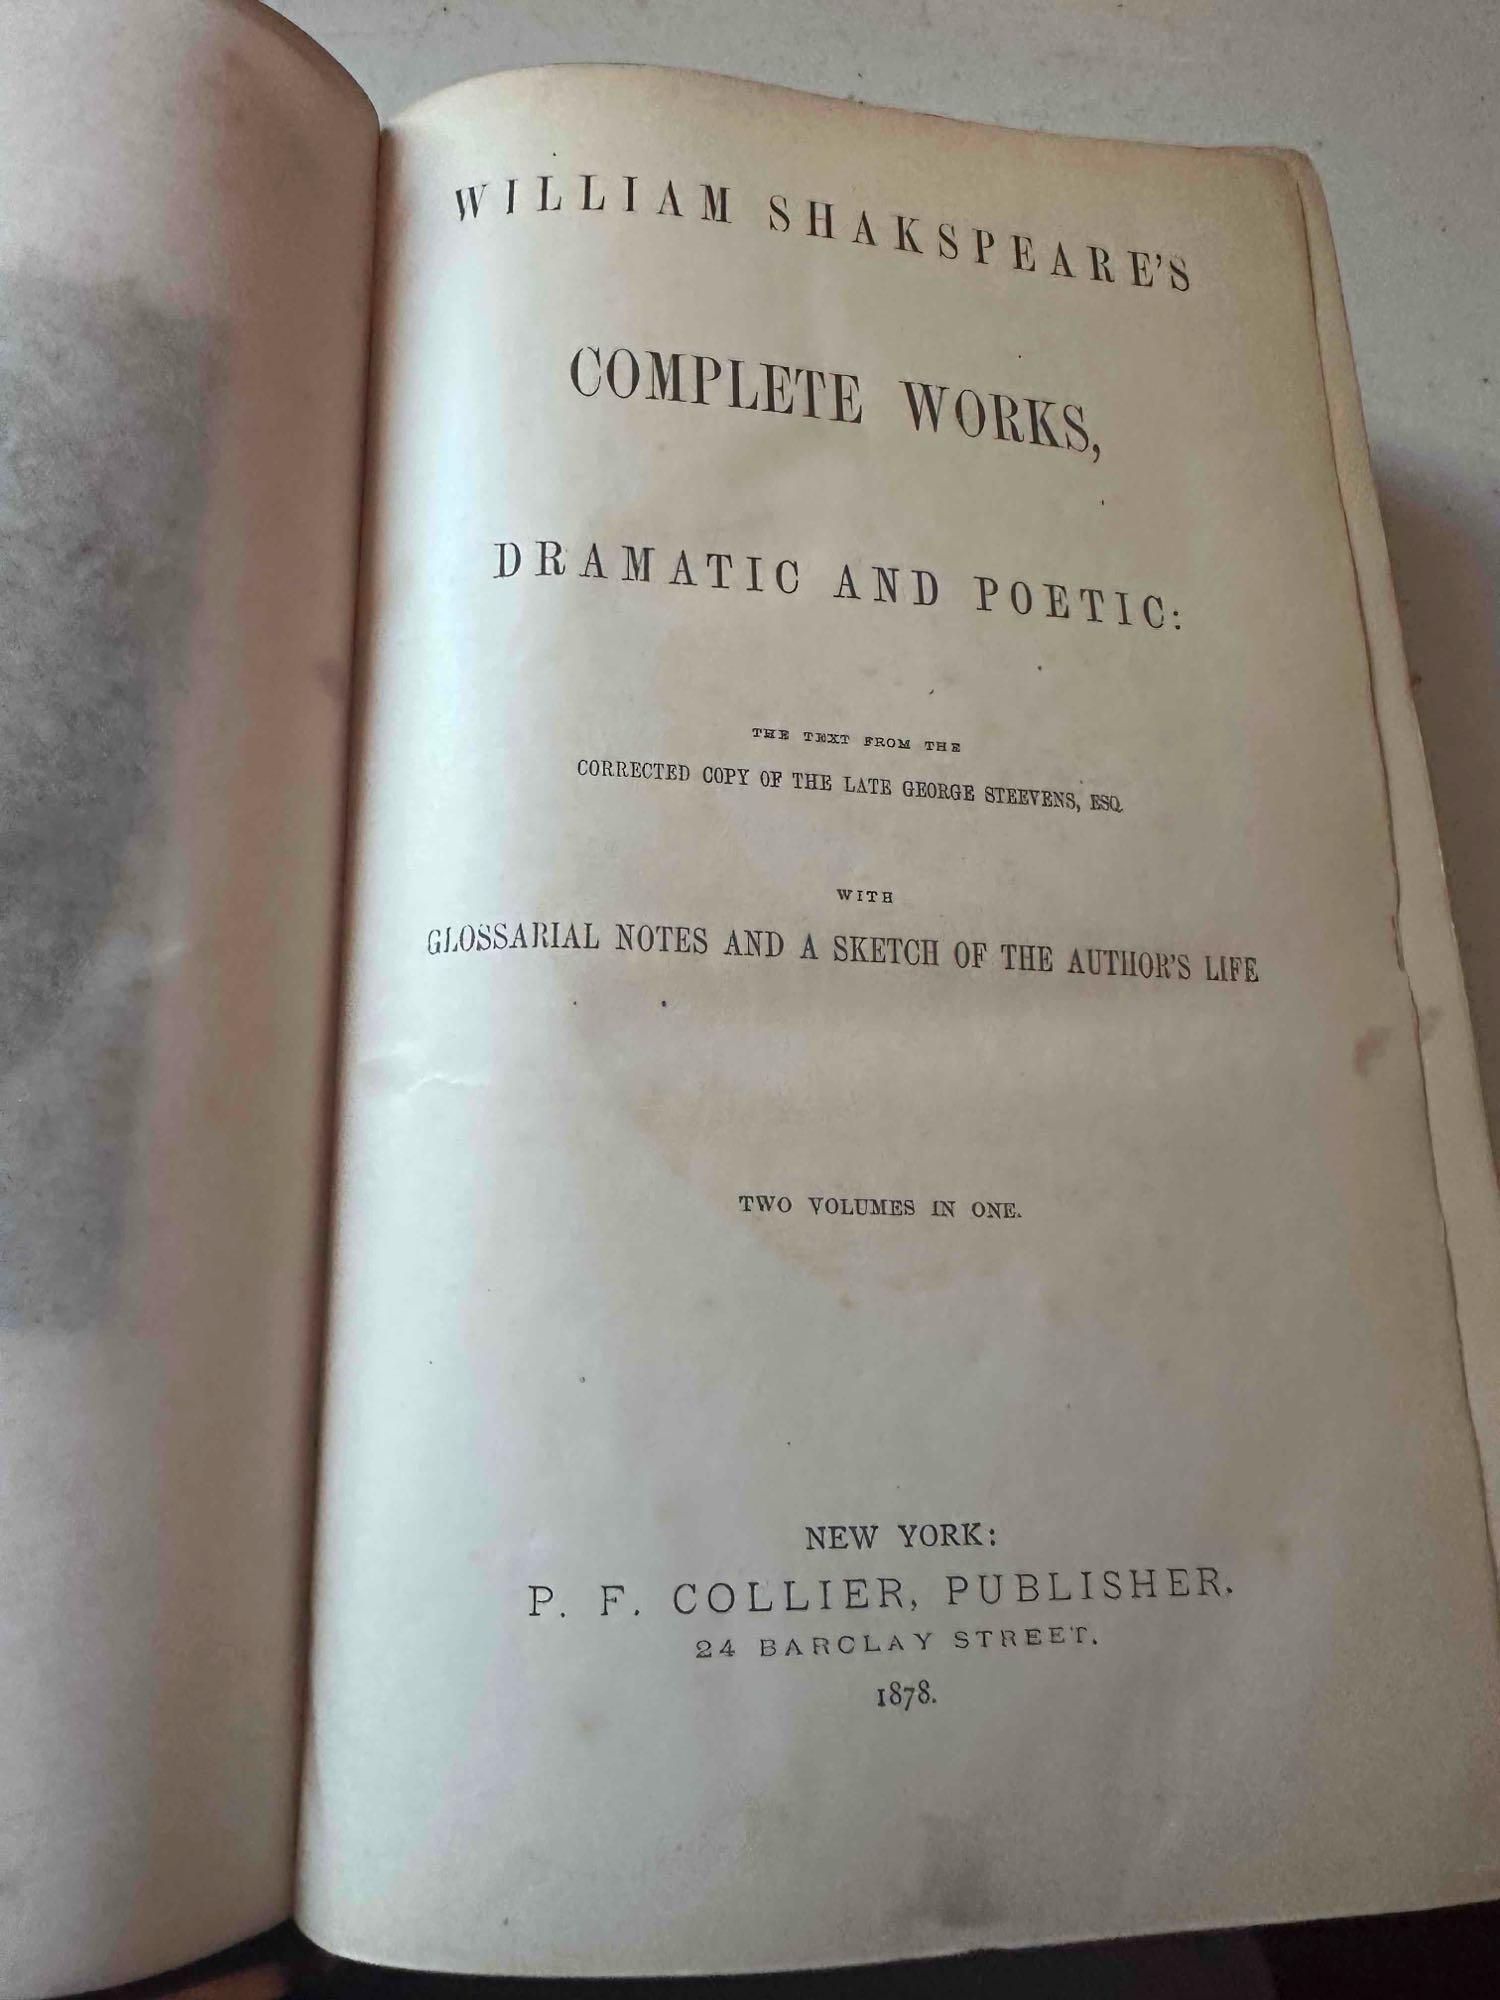 WILLIAM SHAKSPEARE'S
COMPLETE WORKS,
DRAMATIC AND POETIC:
THE TEXT FROM THE
CORRECTED COPY OF THE LATE GEORGE STEEVENS, ESQ.
WITH
GLOSSARIAL NOTES AND A SKETCH OF THE AUTHOR'S LIFE
TWO VOLUMES IN ONE.
NEW YORK:
P. F. COLLIER, PUBLISHER.
24 BARCLAY STREET.
1878.